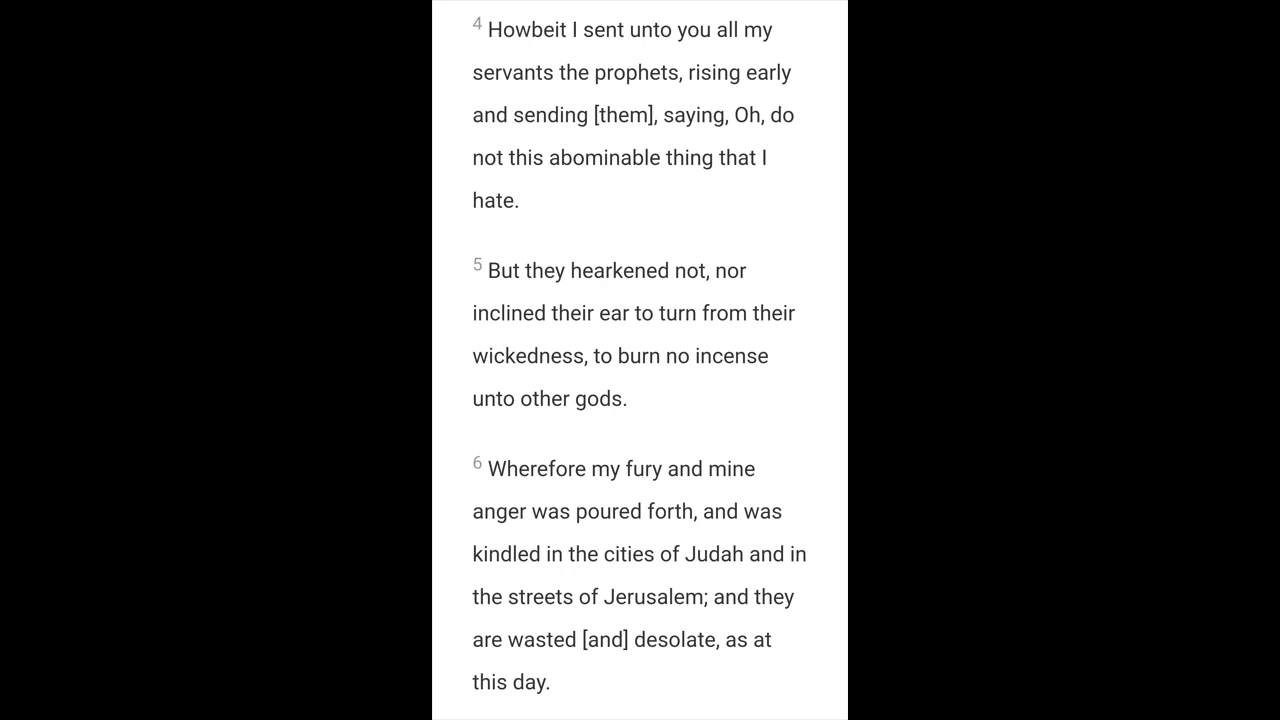 4 Howbeit I sent unto you all my
servants the prophets, rising early
and sending [them], saying, Oh, do
not this abominable thing that I
hate.
5 But they hearkened not, nor
inclined their ear to turn from their
wickedness, to burn no incense
unto other gods.
6 Wherefore my fury and mine
anger was poured forth, and was
kindled in the cities of Judah and in
the streets of Jerusalem; and they
are wasted [and] desolate, as at
this day.